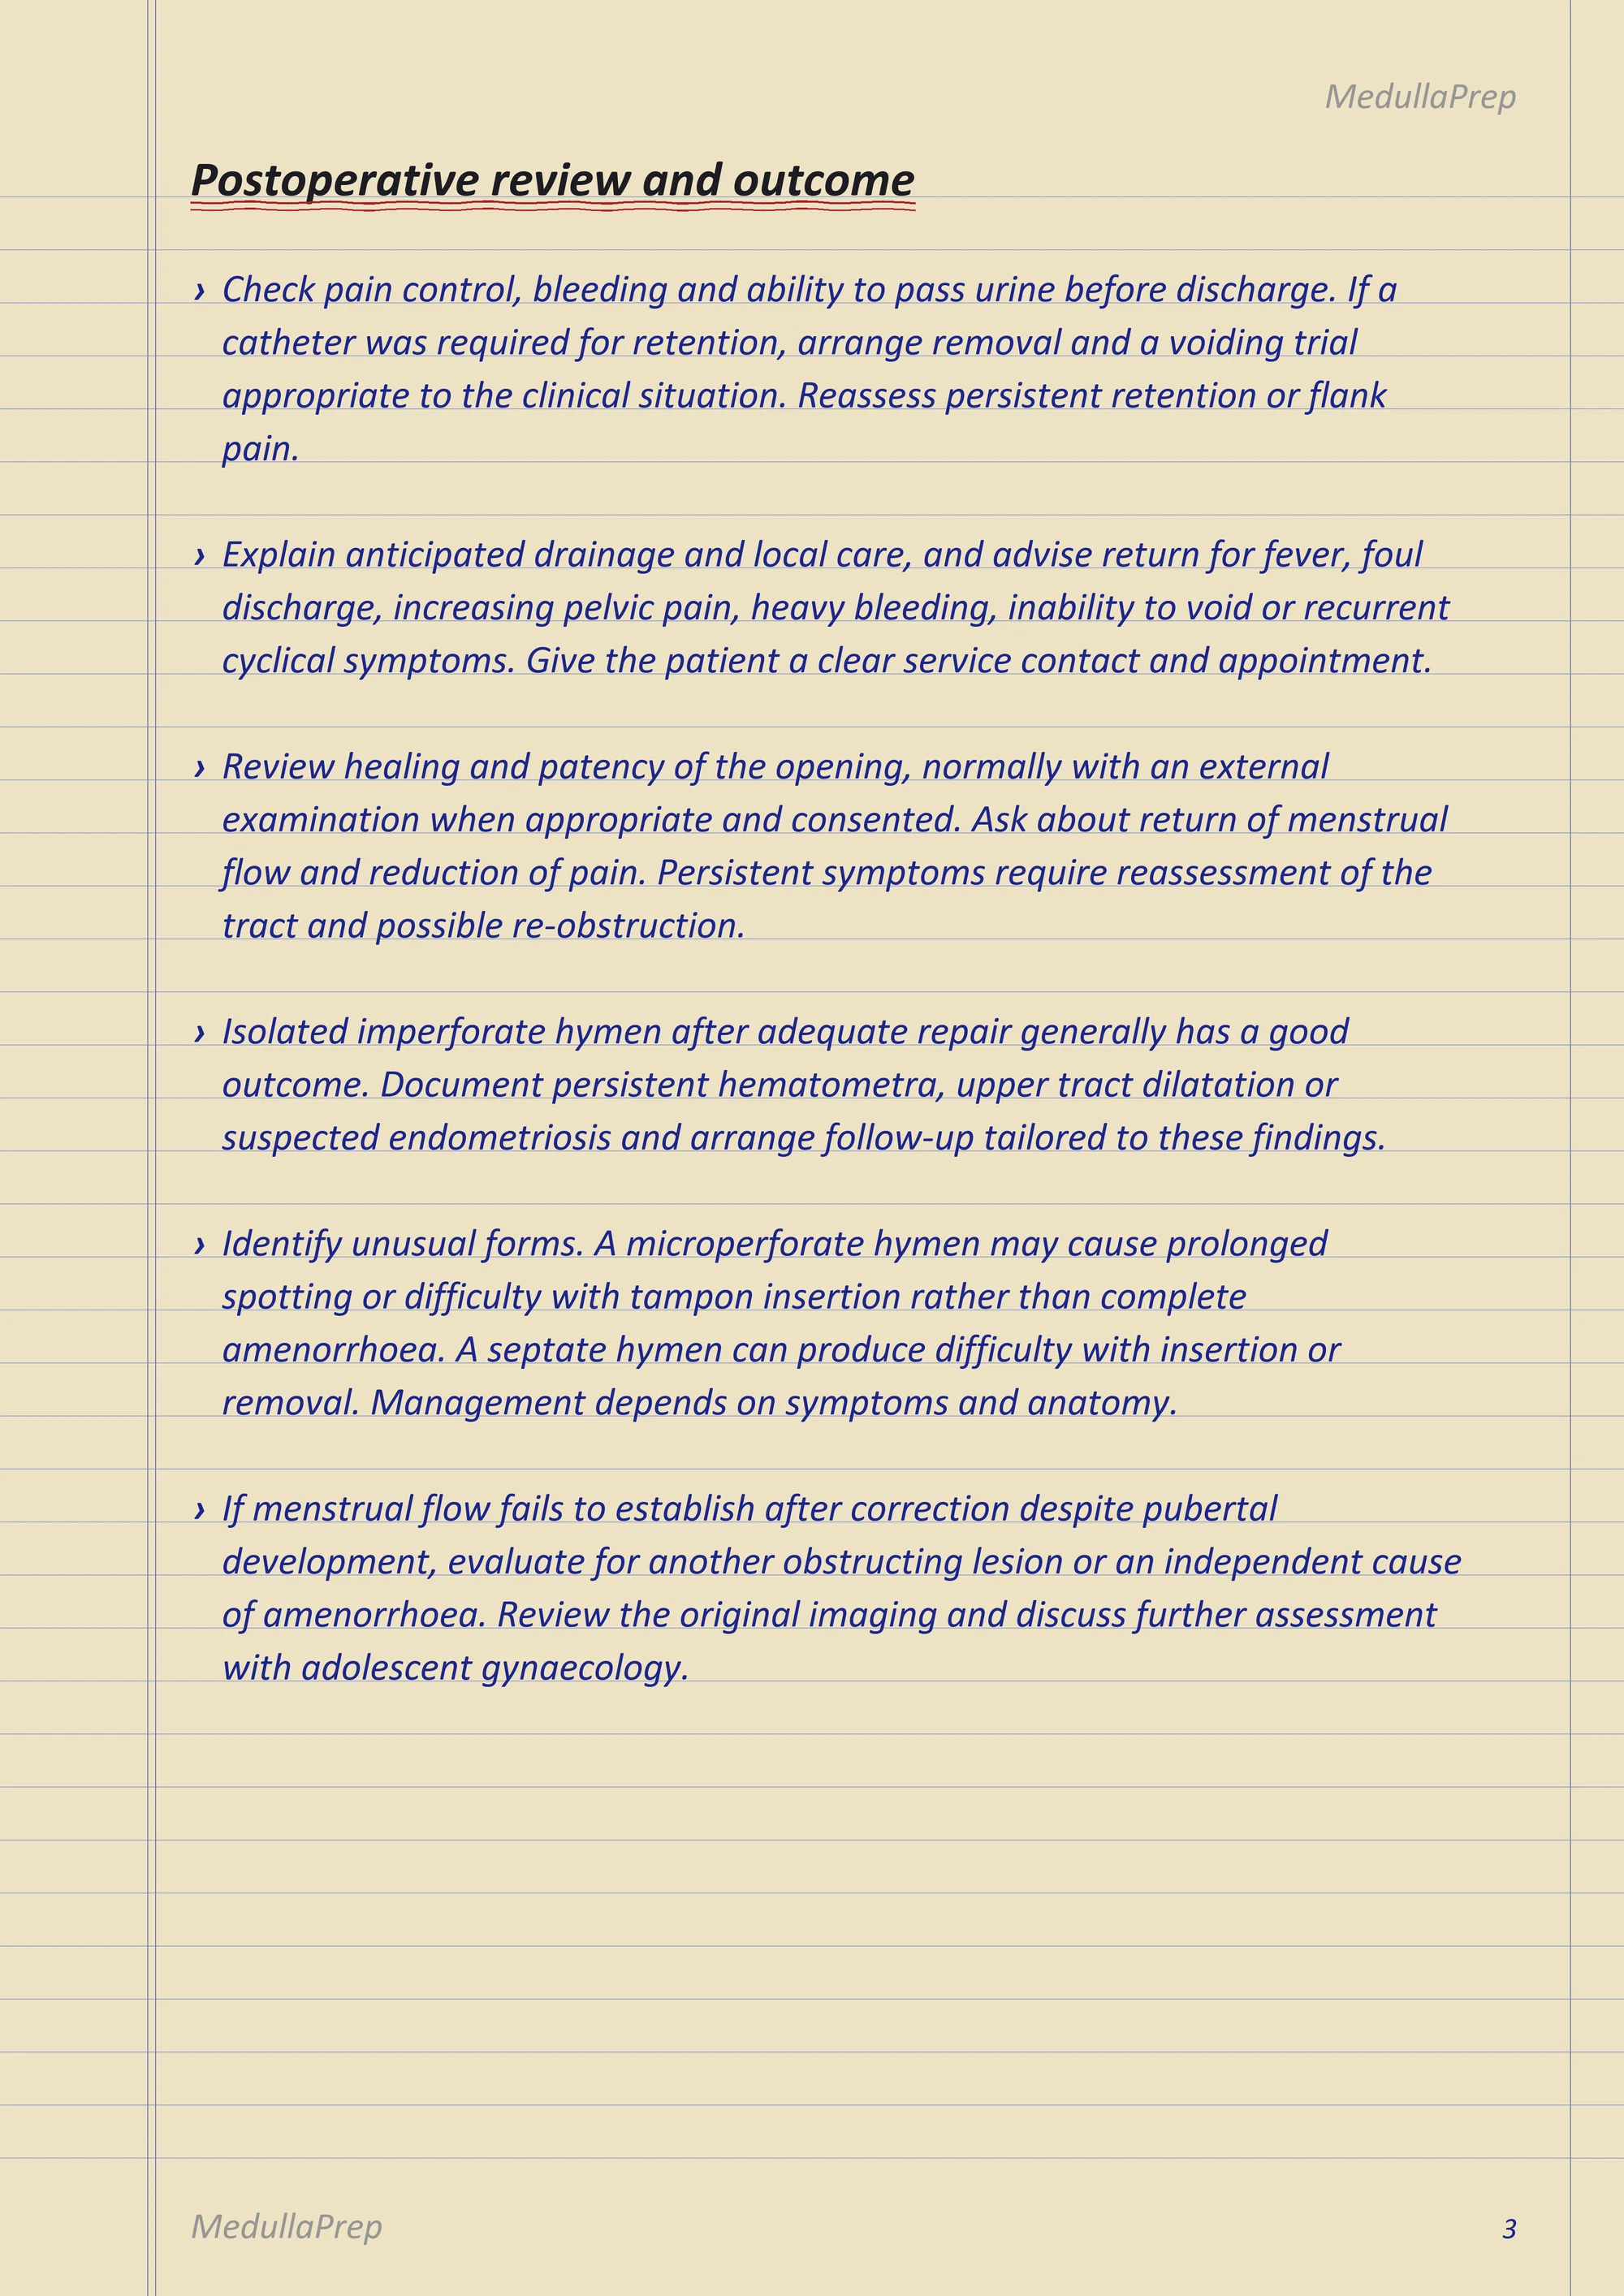 MedullaPrep
Postoperative review and outcome
› Check pain control, bleeding and ability to pass urine before discharge. If a
catheter was required for retention, arrange removal and a voiding trial
appropriate to the clinical situation. Reassess persistent retention or flank
pain.
› Explain anticipated drainage and local care, and advise return for fever, foul
discharge, increasing pelvic pain, heavy bleeding, inability to void or recurrent
cyclical symptoms. Give the patient a clear service contact and appointment.
› Review healing and patency of the opening, normally with an external
examination when appropriate and consented. Ask about return of menstrual
flow and reduction of pain. Persistent symptoms require reassessment of the
tract and possible re-obstruction.
› Isolated imperforate hymen after adequate repair generally has a good
outcome. Document persistent hematometra, upper tract dilatation or
suspected endometriosis and arrange follow-up tailored to these findings.
› Identify unusual forms. A microperforate hymen may cause prolonged
spotting or difficulty with tampon insertion rather than complete
amenorrhoea. A septate hymen can produce difficulty with insertion or
removal. Management depends on symptoms and anatomy.
› If menstrual flow fails to establish after correction despite pubertal
development, evaluate for another obstructing lesion or an independent cause
of amenorrhoea. Review the original imaging and discuss further assessment
with adolescent gynaecology.
MedullaPrep
3